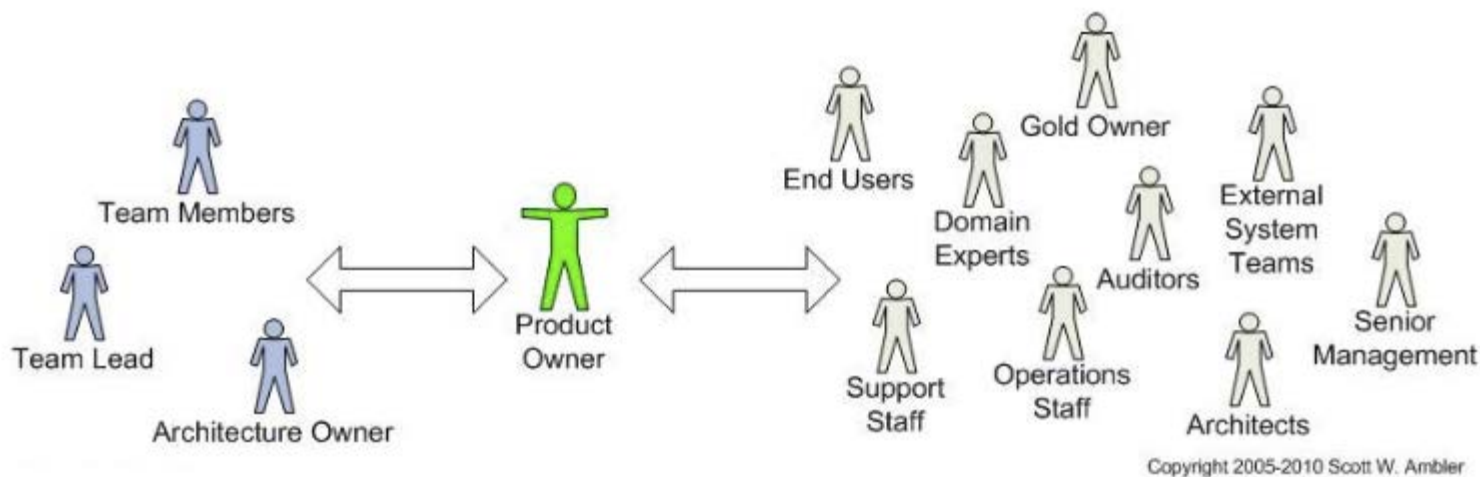 Team Members
Team Lead
Architecture Owner
Product
Owner
End Users
Gold Owner
Domain
Experts
External
System
Teams
Auditors
Senior
Management
Support
Staff
Operations
Staff
Architects
Copyright 2005-2010 Scott W. Ambler